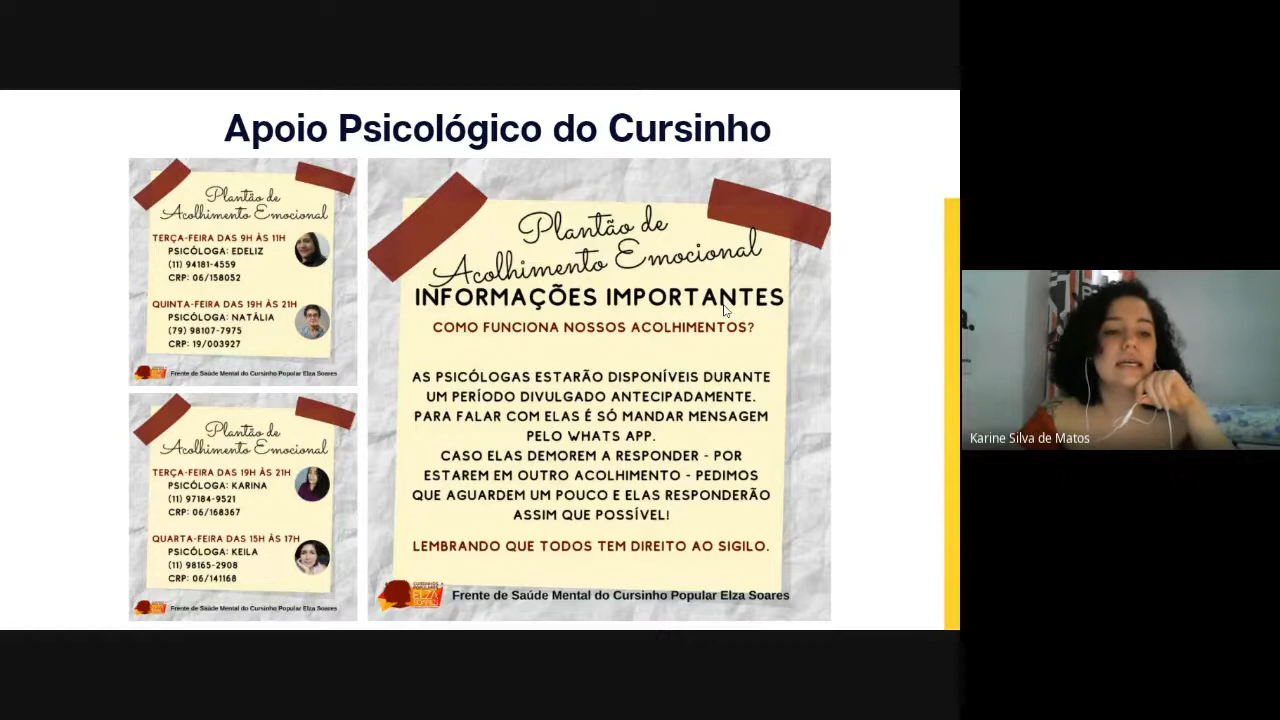 Apoio Psicológico do Cursinho
Plantão de
Acolhimento Emocional
TERÇA-FEIRA DAS 9H ÀS 11H
PSICÓLOGA: EDELIZ
(11) 94181-4559
CRP: 06/158052
QUINTA-FEIRA DAS 19H ÀS 21H
PSICÓLOGA: NATÁLIA
(79) 98107-7975
CRP: 19/003927
Frente de Saúde Mental do Cursinho Popular Elza Soares
Plantão de
Acolhimento Emocional
TERÇA-FEIRA DAS 19H ÀS 21H
PSICÓLOGA: KARINA
(11) 97184-9521
CRP: 06/168367
QUARTA-FEIRA DAS 15H ÀS 17H
PSICÓLOGA: KEILA
(11) 98165-2908
CRP: 06/141168
Frente de Saúde Mental do Cursinho Popular Elza Soares
Plantão de
Acolhimento Emocional
INFORMAÇÕES IMPORTANTES
COMO FUNCIONA NOSSOS ACOLHIMENTOS?
AS PSICÓLOGAS ESTARÃO DISPONÍVEIS DURANTE
UM PERÍODO DIVULGADO ANTECIPADAMENTE.
PARA FALAR COM ELAS É SÓ MANDAR MENSAGEM
PELO WHATS APP.
CASO ELAS DEMOREM A RESPONDER - POR
ESTAREM EM OUTRO ACOLHIMENTO - PEDIMOS
QUE AGUARDEM UM POUCO E ELAS RESPONDERÃO
ASSIM QUE POSSÍVEL!
LEMBRANDO QUE TODOS TEM DIREITO AO SIGILO.
ELZA
SOARES
Frente de Saúde Mental do Cursinho Popular Elza Soares
Karine Silva de Matos